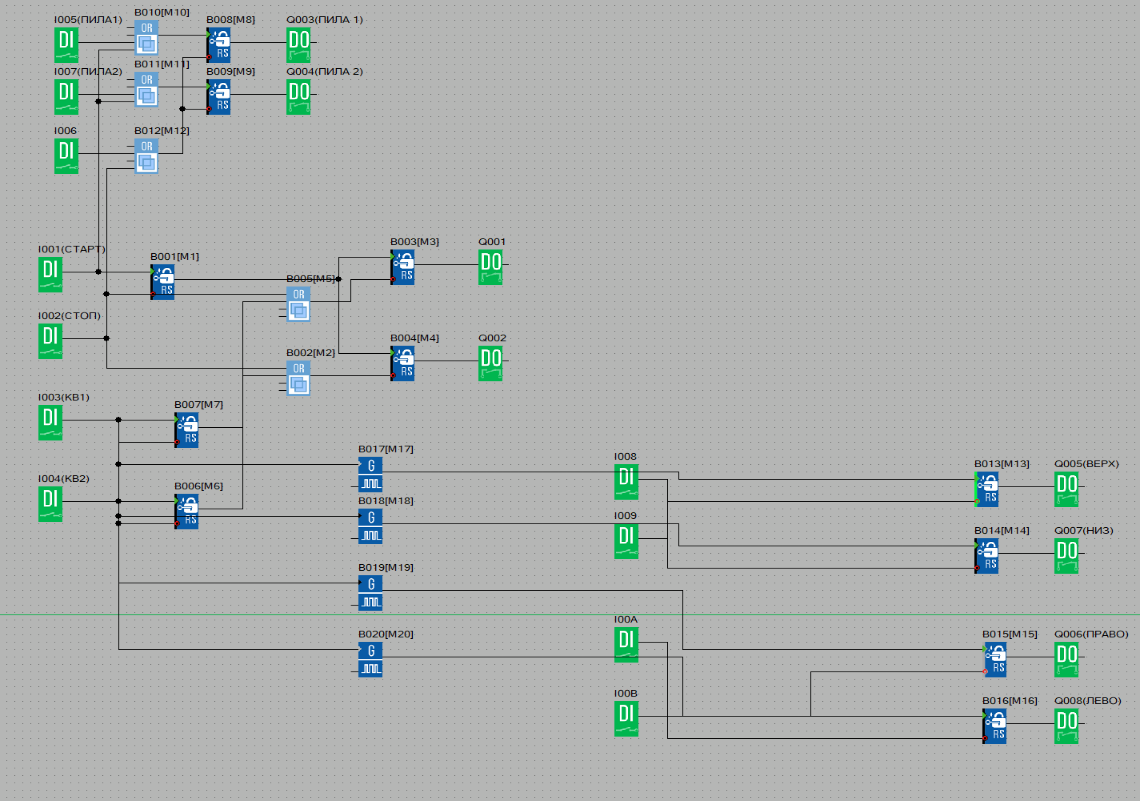 I005(ПИЛА1)
B010[M10]
B008[M8]
Q003(ПИЛА 1)
DI
OR
RS
DO
I007(ПИЛА2)
B011[M11]
B009[M9]
Q004(ПИЛА 2)
DI
OR
RS
DO
I006
B012[M12]
DI
OR
I001(СТАРТ)
B001[M1]
B003[M3]
Q001
DI
RS
B005[M5]
OR
RS
DO
I002(СТОП)
DI
B002[M2]
OR
B004[M4]
RS
Q002
DO
I003(КВ1)
DI
B007[M7]
RS
I004(КВ2)
DI
B006[M6]
RS
B017[M17]
G
I008
DI
B013[M13]
RS
Q005(ВЕРХ)
DO
B018[M18]
G
I009
DI
B014[M14]
RS
Q007(НИЗ)
DO
B019[M19]
G
I00A
DI
B015[M15]
RS
Q006(ПРАВО)
DO
B020[M20]
G
I00B
DI
B016[M16]
RS
Q008(ЛЕВО)
DO